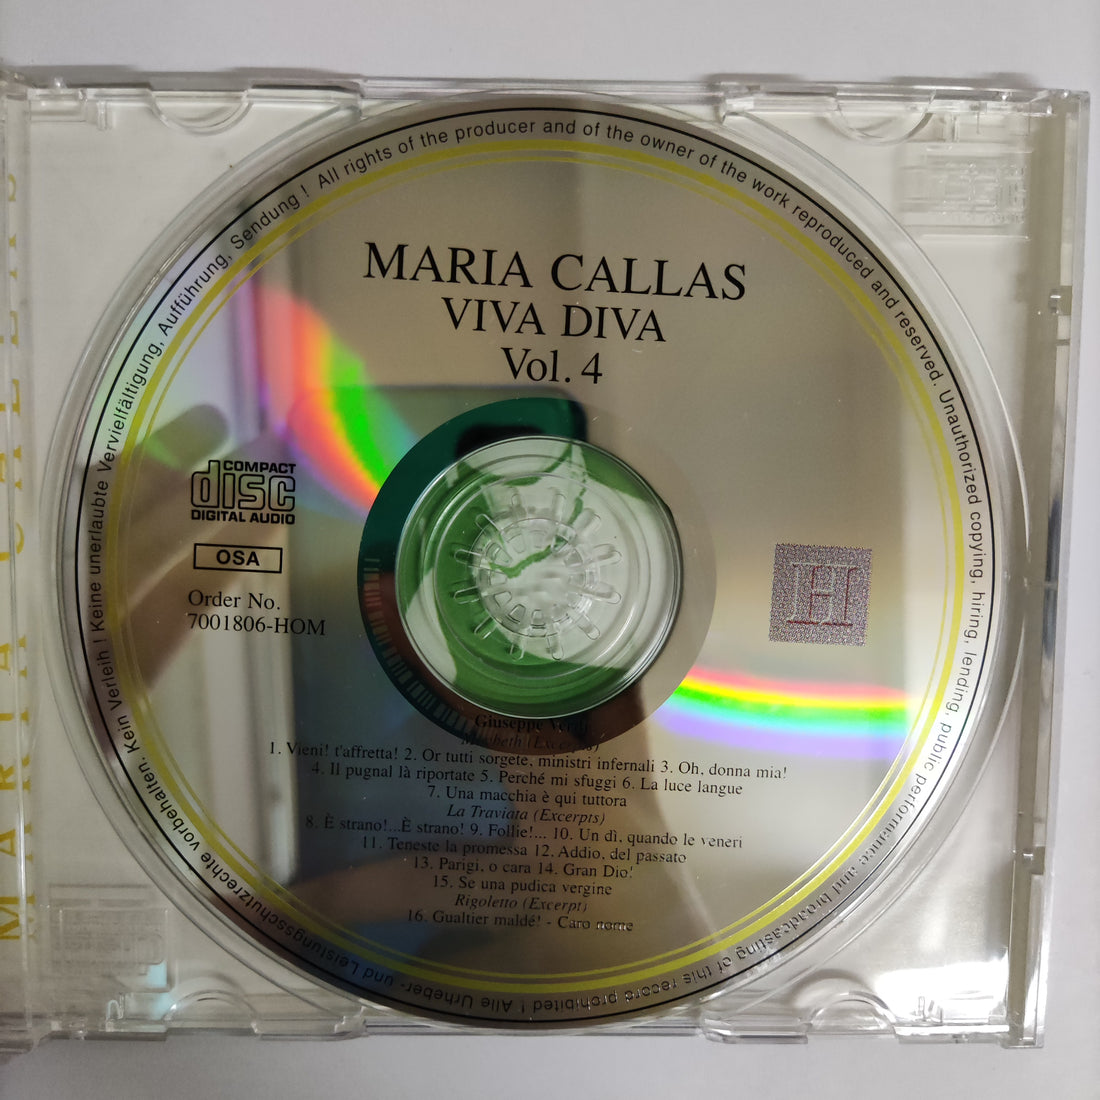 MARIA CALLAS
VIVA DIVA
Vol. 4
COMPACT
disc
DIGITAL AUDIO
OSA
Order No.
7001806-HOM
H
Giuseppe Verdi
Macbeth (Excerpts)
1. Vieni! t'affretta! 2. Or tutti sorgete, ministri infernali 3. Oh, donna mia!
4. Il pugnal là riportate 5. Perché mi sfuggi 6. La luce langue
7. Una macchia è qui tuttora
La Traviata (Excerpts)
8. È strano!...È strano! 9. Follie!... 10. Un dì, quando le veneri
11. Teneste la promessa 12. Addio, del passato
13. Parigi, o cara 14. Gran Dio!
15. Se una pudica vergine
Rigoletto (Excerpt)
16. Gualtier maldé! - Caro nome
All rights of the producer and of the owner of the work reproduced and reserved. Unauthorized copying, hiring, lending, public performance and broadcasting of this record prohibited ! Alle Urheber- und Leistungsschutzrechte vorbehalten. Kein Verleih ! Keine unerlaubte Vervielfältigung, Aufführung, Sendung !